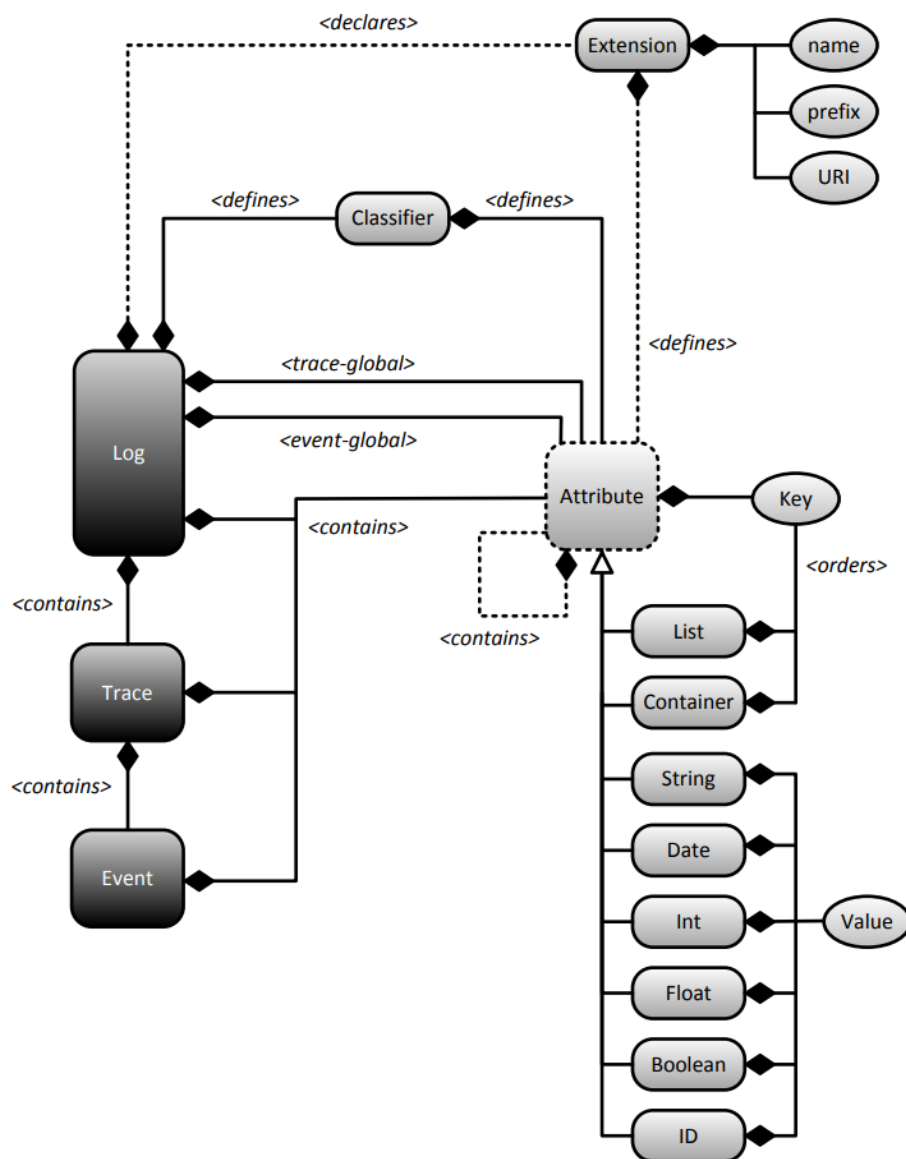 <declares>
Extension
name
prefix
URI
<defines>
Classifier
<defines>
<defines>
<trace-global>
<event-global>
Log
Attribute
Key
<contains>
<orders>
<contains>
<contains>
List
Trace
Container
String
<contains>
Date
Event
Int
Value
Float
Boolean
ID